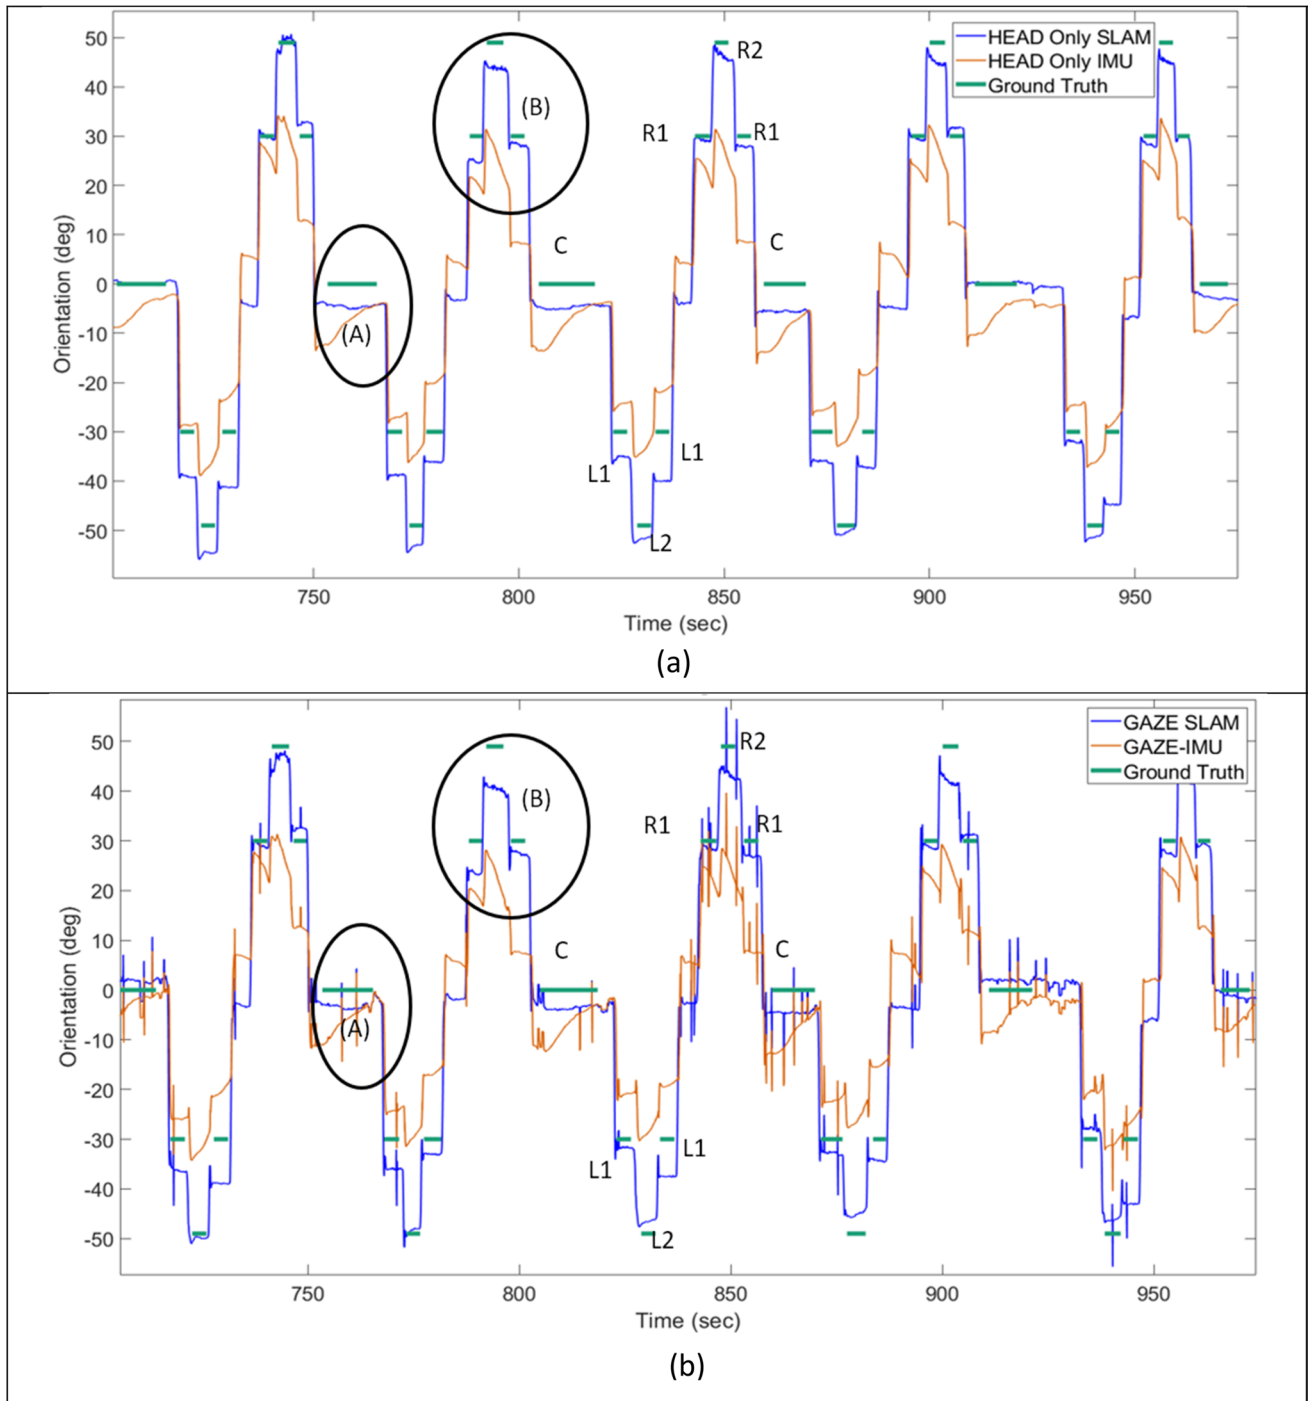 50
40
30
20
10
0
-10
-20
-30
-40
-50
Orientation (deg)
HEAD Only SLAM
HEAD Only IMU
Ground Truth
(A)
(B)
C
R1
R2
R1
C
L1
L2
L1
750
800
850
900
950
Time (sec)
(a)
50
40
30
20
10
0
-10
-20
-30
-40
-50
Orientation (deg)
GAZE SLAM
GAZE-IMU
Ground Truth
(A)
(B)
C
R1
R2
R1
C
L1
L2
L1
750
800
850
900
950
Time (sec)
(b)